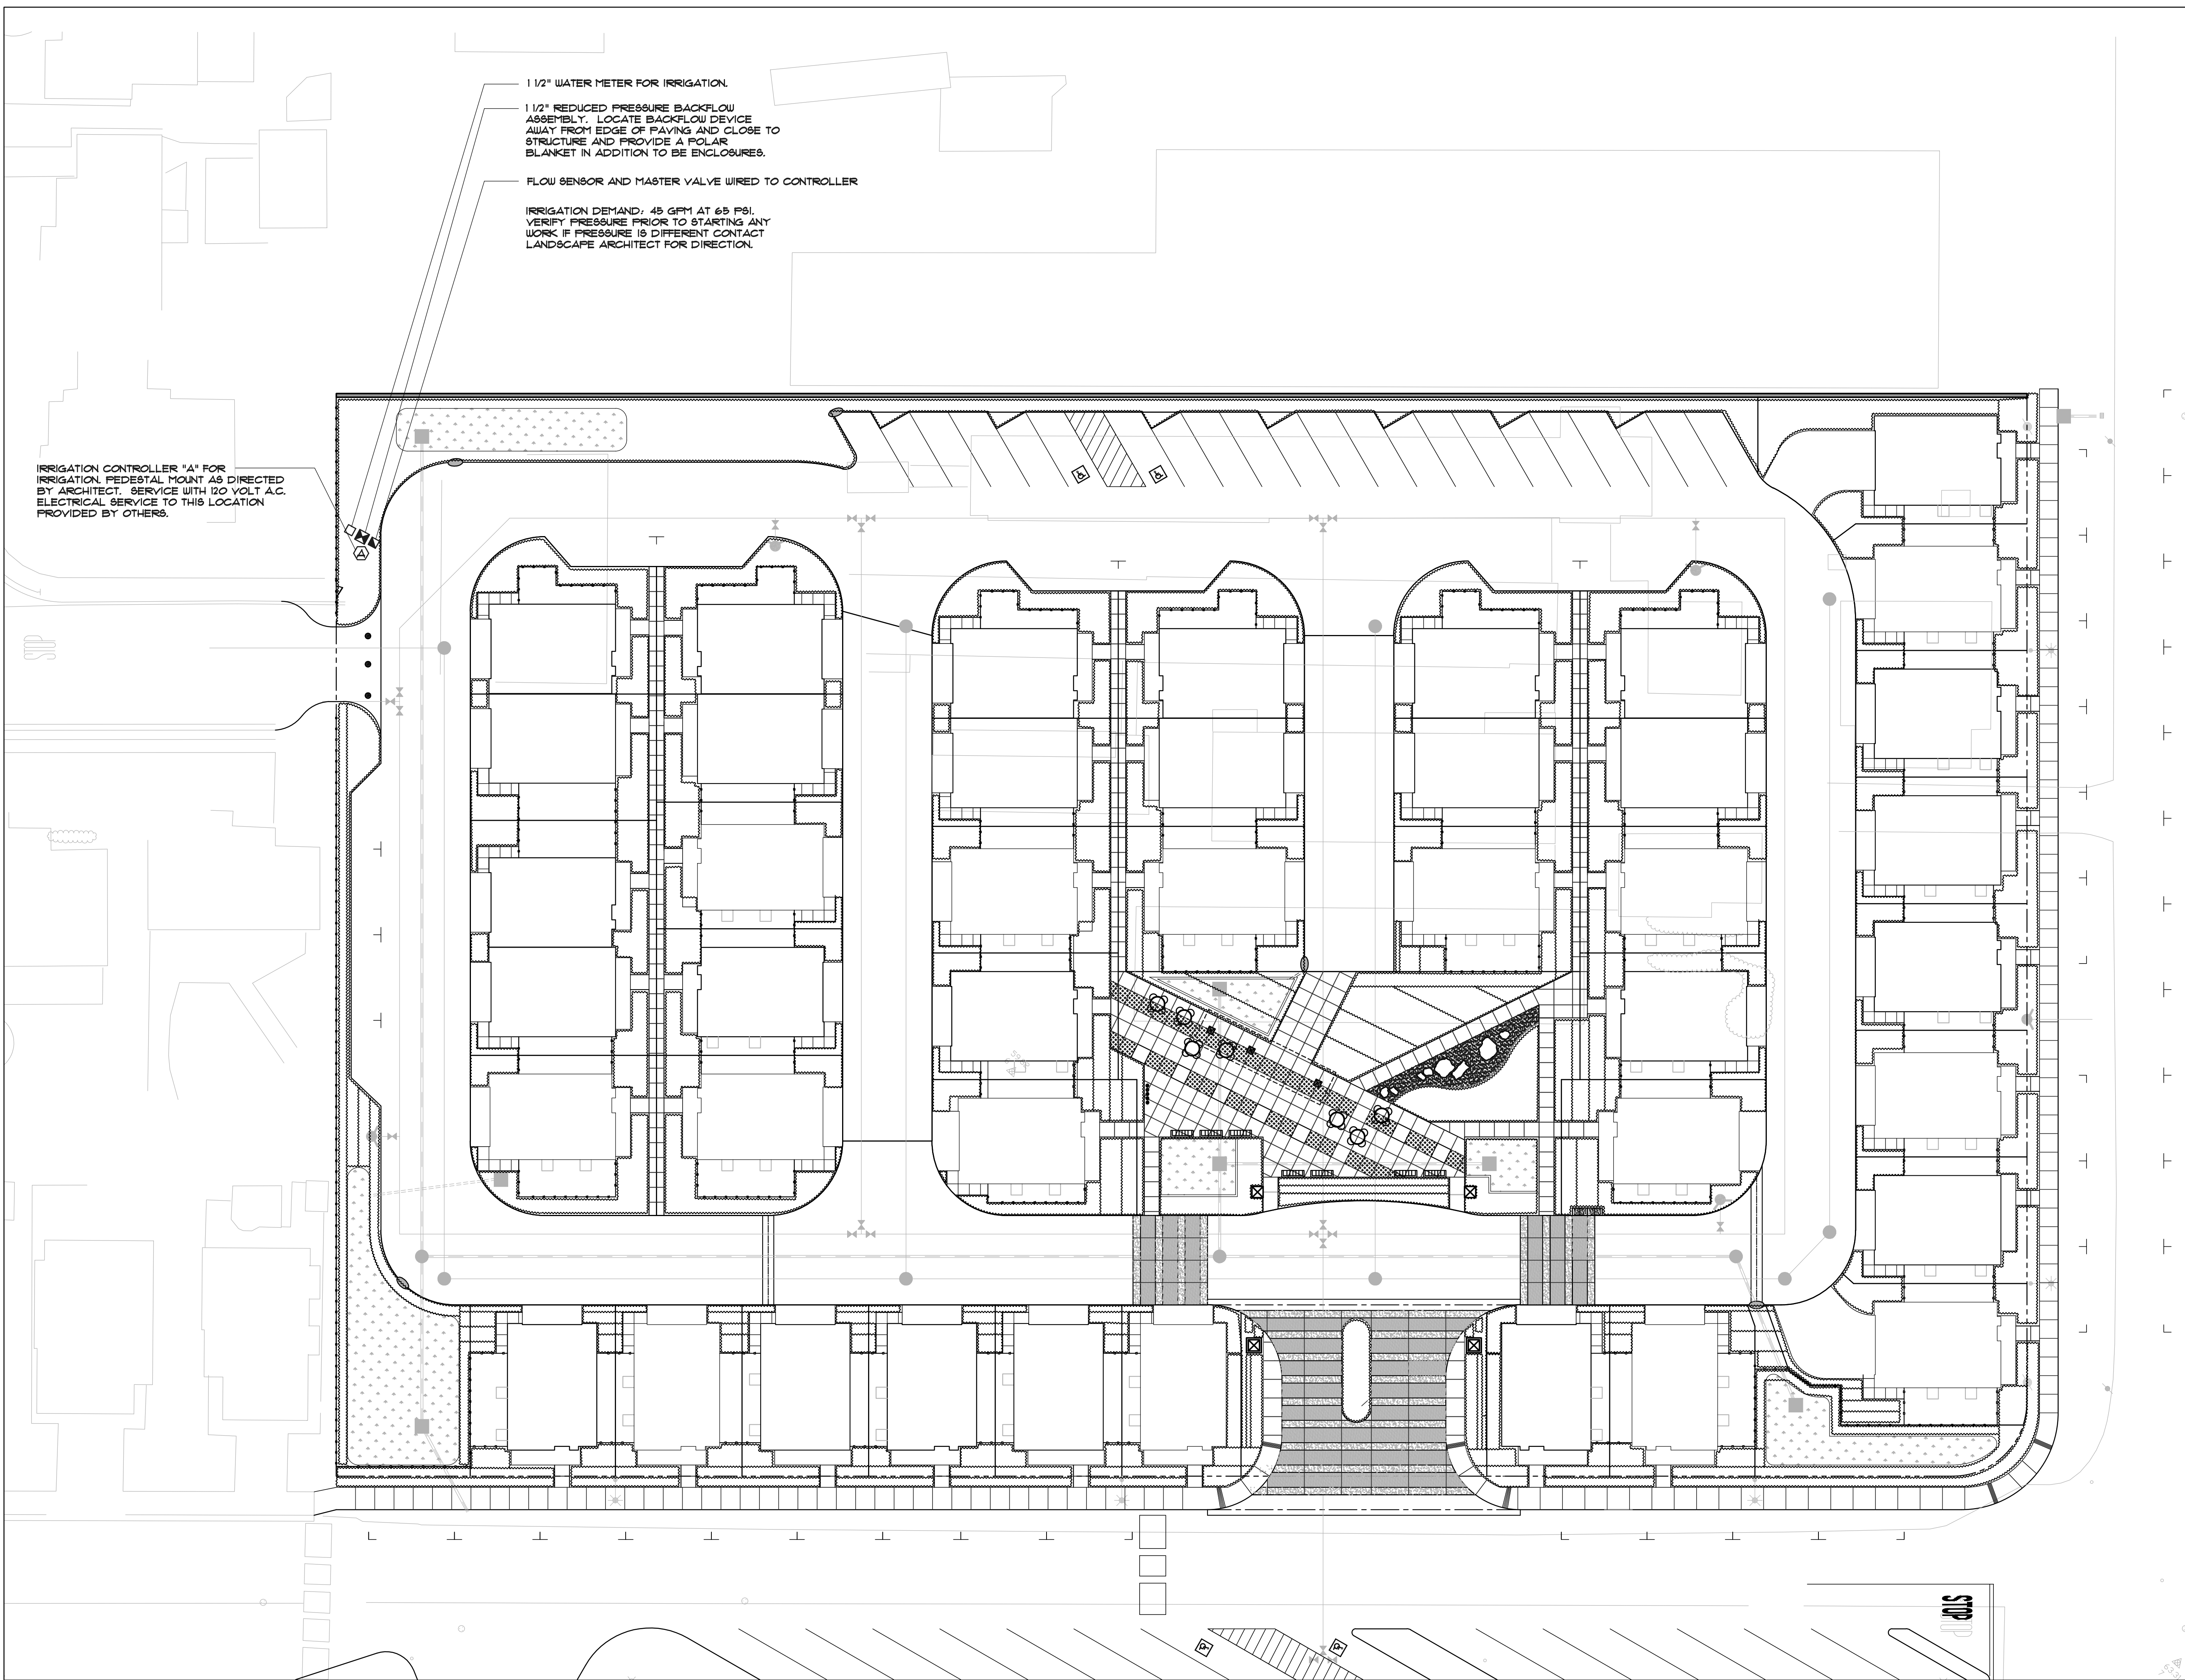 1 1/2" WATER METER FOR IRRIGATION.
1 1/2" REDUCED PRESSURE BACKFLOW
ASSEMBLY. LOCATE BACKFLOW DEVICE
AWAY FROM EDGE OF PAVING AND CLOSE TO
STRUCTURE AND PROVIDE A POLAR
BLANKET IN ADDITION TO BE ENCLOSURES.
FLOW SENSOR AND MASTER VALVE WIRED TO CONTROLLER
IRRIGATION DEMAND: 45 GPM AT 65 PSI.
VERIFY PRESSURE PRIOR TO STARTING ANY
WORK IF PRESSURE IS DIFFERENT CONTACT
LANDSCAPE ARCHITECT FOR DIRECTION.
IRRIGATION CONTROLLER "A" FOR
IRRIGATION. PEDESTAL MOUNT AS DIRECTED
BY ARCHITECT. SERVICE WITH 120 VOLT A.C.
ELECTRICAL SERVICE TO THIS LOCATION
PROVIDED BY OTHERS.
A
STOP